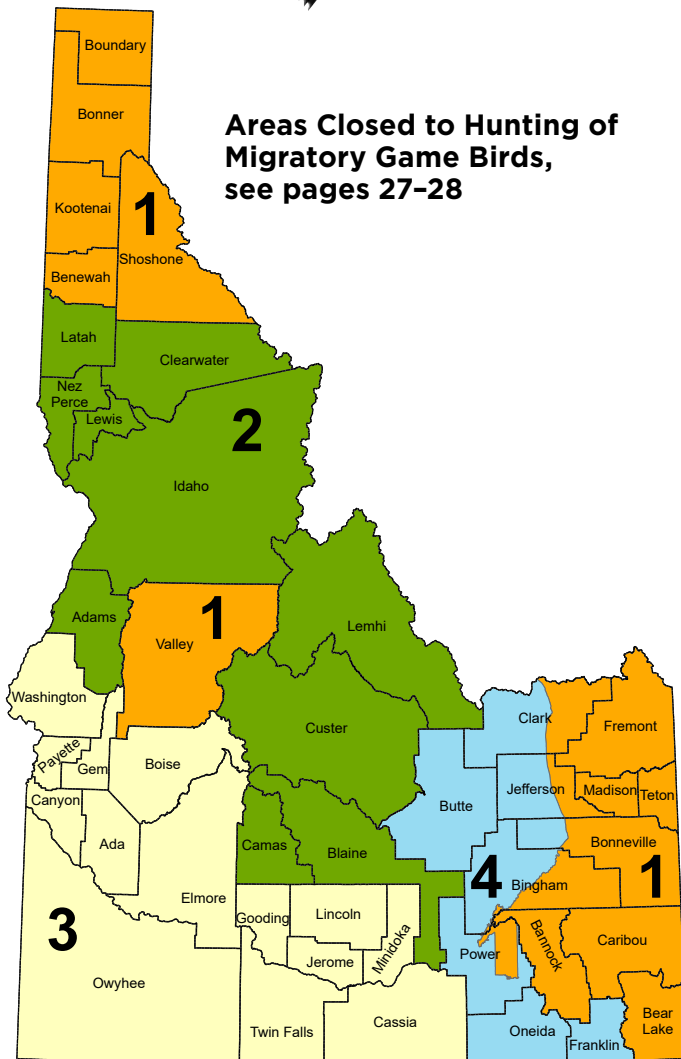 Boundary
Bonner
Areas Closed to Hunting of
Migratory Game Birds,
see pages 27–28
Kootenai
1
Shoshone
Benewah
Latah
Clearwater
Nez
Perce
Lewis
2
Idaho
Adams
1
Valley
Lemhi
Washington
Custer
Clark
Fremont
Payette
Gem
Boise
Canyon
Butte
Jefferson
Madison
Teton
Ada
Camas
Blaine
Bonneville
4
Bingham
1
Elmore
Gooding
Lincoln
3
Minidoka
Jerome
Power
Bannock
Caribou
Owyhee
Twin Falls
Cassia
Oneida
Franklin
Bear
Lake